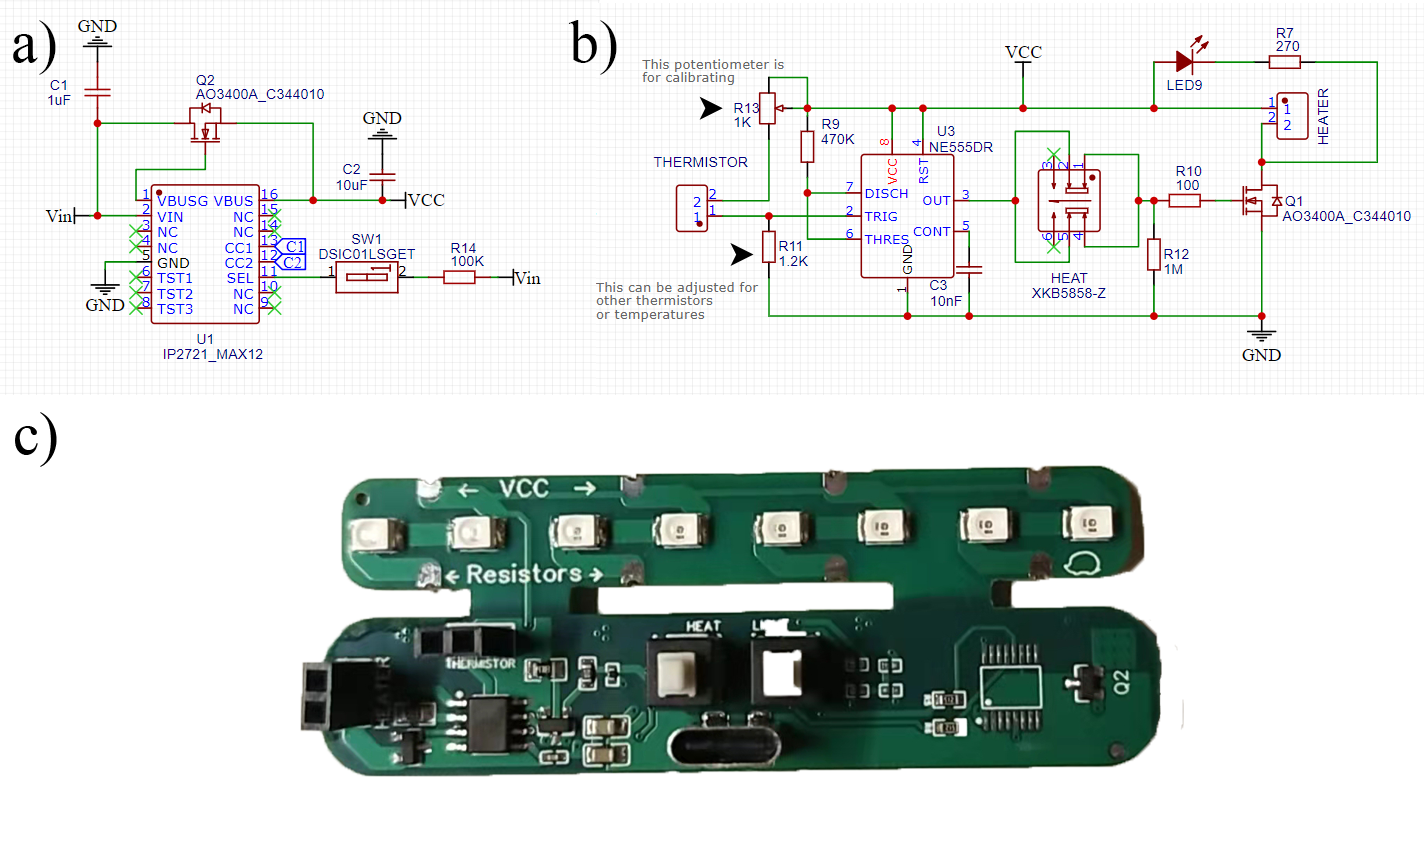 a)
GND
C1
1uF
Q2
AO3400A_C344010
GND
C2
10uF
VCC
Vin
1 VBUSG VBUS 16
2 VIN NC 15
3 NC NC 14
4 NC CC1 13 C1
5 GND CC2 12 C2
6 TST1 SEL 11
7 TST2 NC 10
8 TST3 NC 9
GND
U1
IP2721_MAX12
SW1
DSIC01LSGET
1 2
R14
100K
Vin
b)
This potentiometer is
for calibrating
R13
1K
THERMISTOR
2 2
1 1
R9
470K
R11
1.2K
This can be adjusted for
other thermistors
or temperatures
VCC
U3
NE555DR
8 4
VCC RST
7 DISCH
2 TRIG
6 THRES
OUT 3
CONT 5
GND
1
C3
10nF
3 2 1
6 5 4
HEAT
XKB5858-Z
R10
100
R12
1M
LED9
R7
270
1 1
2 2
HEATER
Q1
AO3400A_C344010
GND
c)
← VCC →
← Resistors →
HEAT
THERMISTOR
Q2